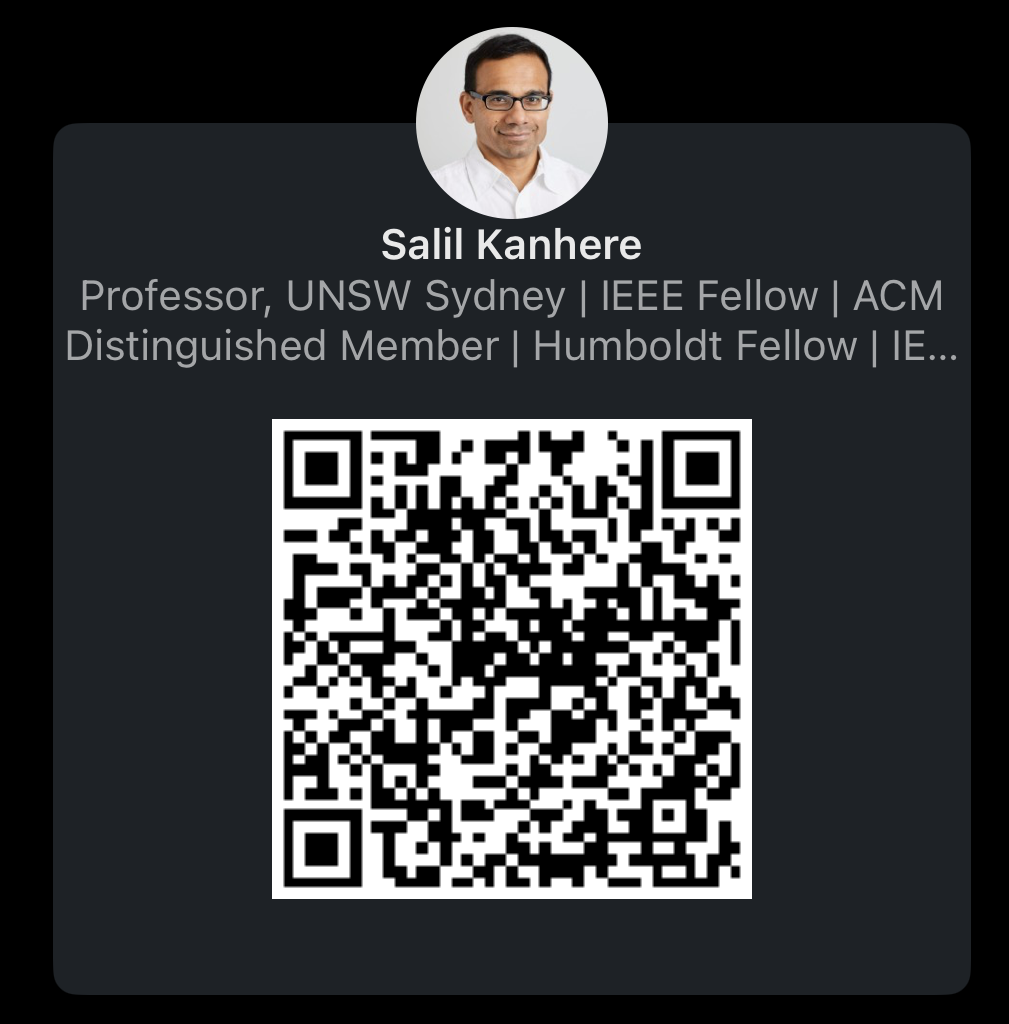 Salil Kanhere
Professor, UNSW Sydney | IEEE Fellow | ACM
Distinguished Member | Humboldt Fellow | IE...